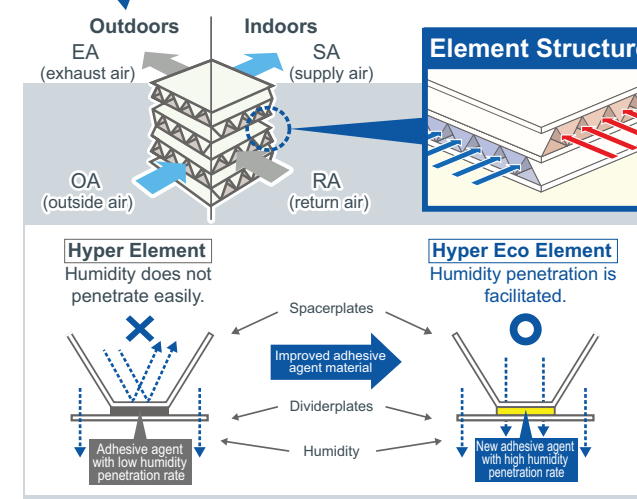 Outdoors
Indoors
EA
(exhaust air)
SA
(supply air)
Element Structure
OA
(outside air)
RA
(return air)
Hyper Element
Humidity does not
penetrate easily.
Hyper Eco Element
Humidity penetration is
facilitated.
Spacerplates
Improved adhesive
agent material
Dividerplates
Humidity
Adhesive agent
with low humidity
penetration rate
New adhesive agent
with high humidity
penetration rate